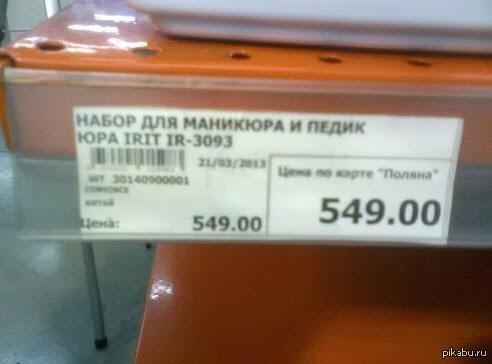 НАБОР ДЛЯ МАНИКЮРА И ПЕДИК
ЮРА IRIT IR-3093
21/03/2013
шт 30140900001
CONVINCE
КИТАЙ
Цена: 549.00
Цена по карте "Поляна"
549.00
pikabu.ru